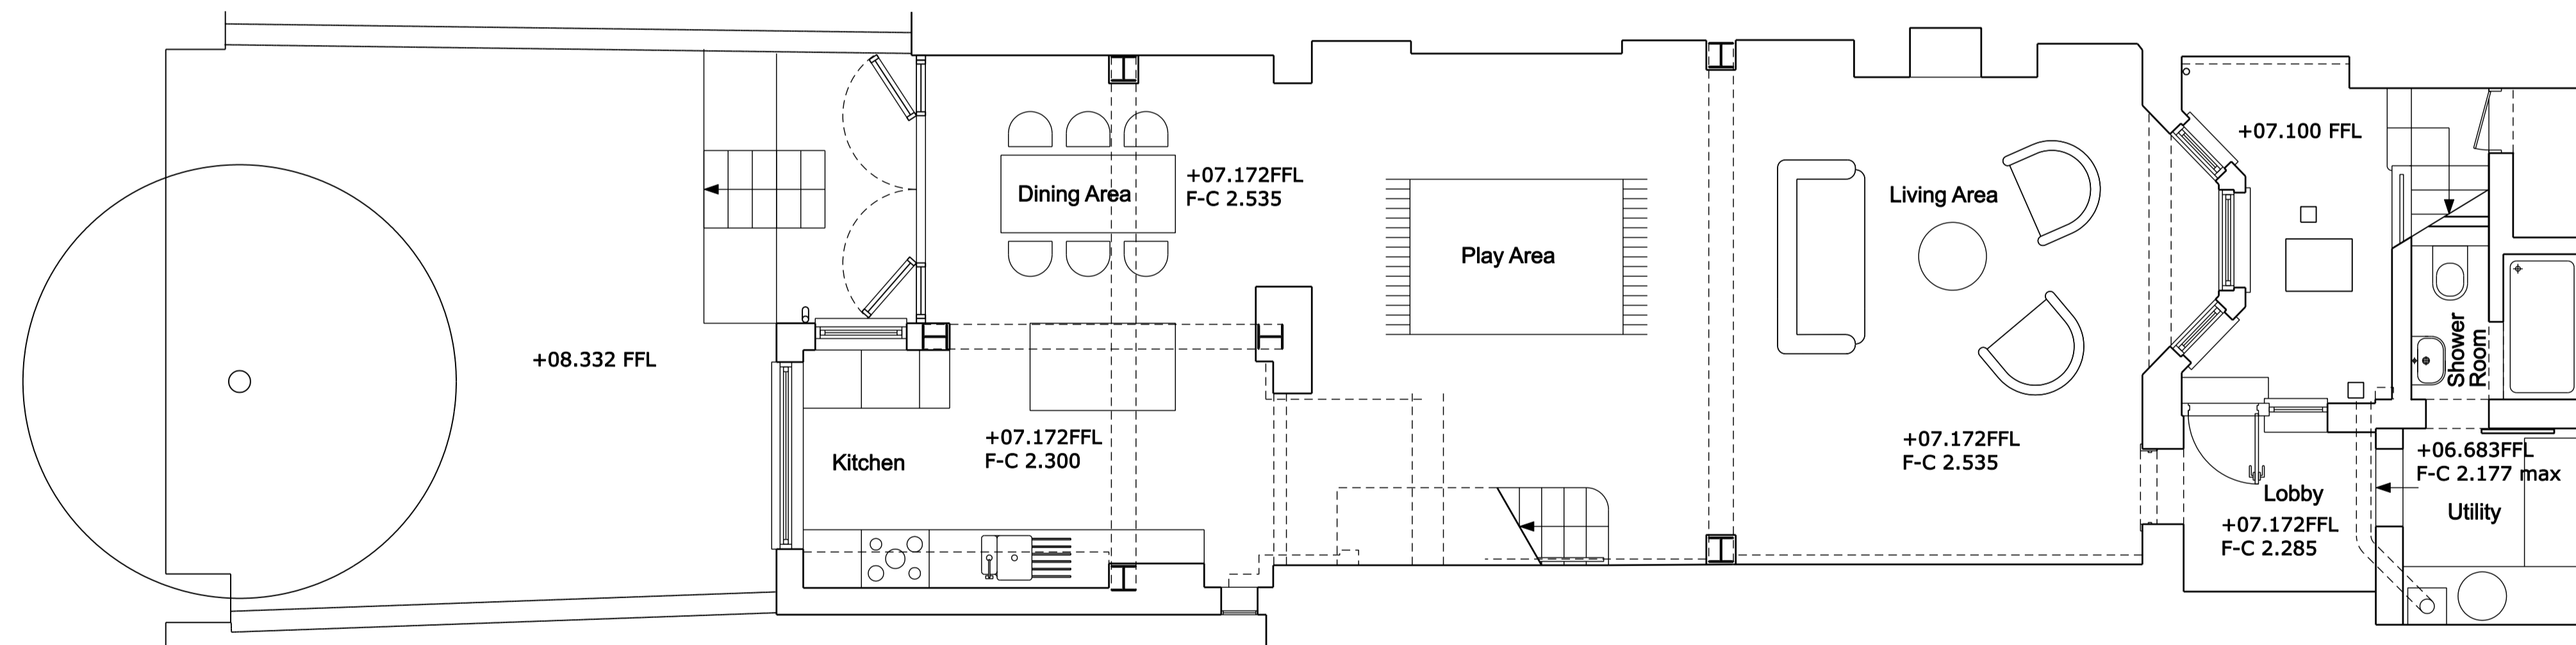 +08.332 FFL
Dining Area
+07.172FFL
F-C 2.535
Kitchen
+07.172FFL
F-C 2.300
Play Area
Living Area
+07.172FFL
F-C 2.535
+07.100 FFL
Shower
Room
Lobby
+07.172FFL
F-C 2.285
+06.683FFL
F-C 2.177 max
Utility